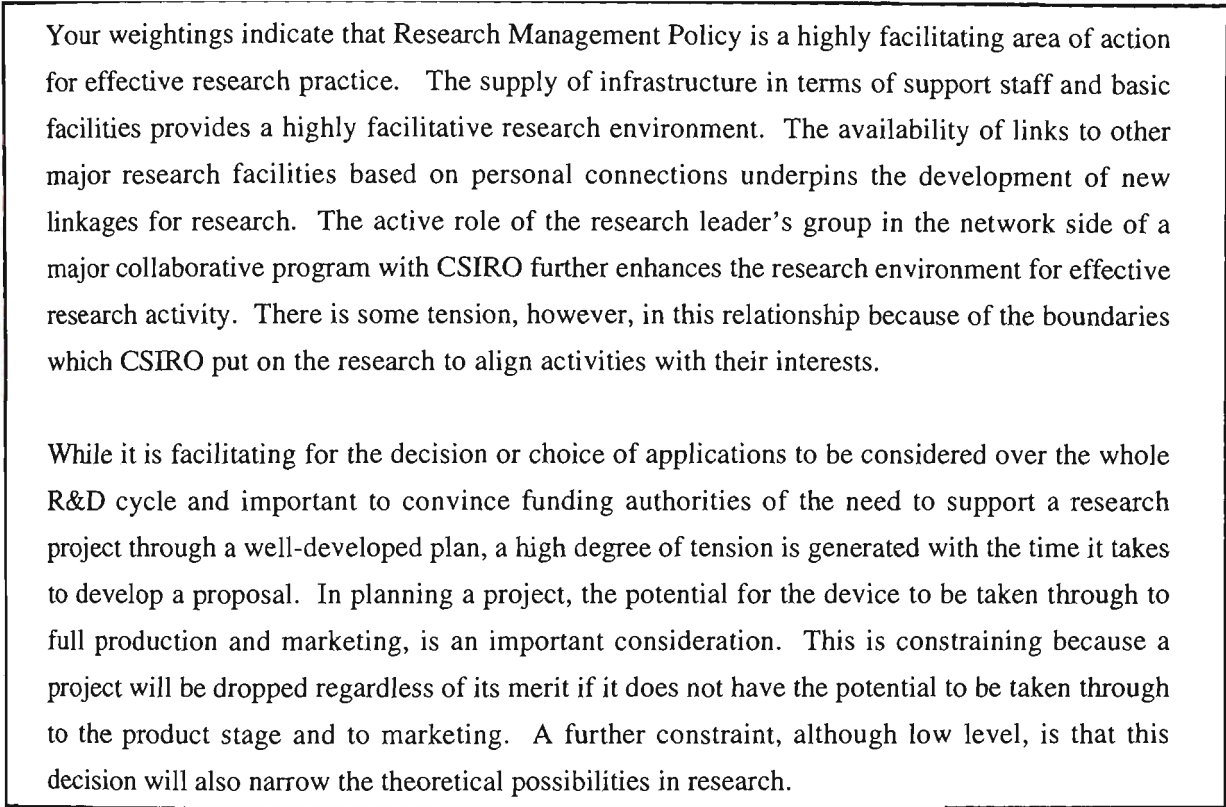 Your weightings indicate that Research Management Policy is a highly facilitating area of action
for effective research practice. The supply of infrastructure in terms of support staff and basic
facilities provides a highly facilitative research environment. The availability of links to other
major research facilities based on personal connections underpins the development of new
linkages for research. The active role of the research leader's group in the network side of a
major collaborative program with CSIRO further enhances the research environment for effective
research activity. There is some tension, however, in this relationship because of the boundaries
which CSIRO put on the research to align activities with their interests.

While it is facilitating for the decision or choice of applications to be considered over the whole
R&D cycle and important to convince funding authorities of the need to support a research
project through a well-developed plan, a high degree of tension is generated with the time it takes
to develop a proposal. In planning a project, the potential for the device to be taken through to
full production and marketing, is an important consideration. This is constraining because a
project will be dropped regardless of its merit if it does not have the potential to be taken through
to the product stage and to marketing. A further constraint, although low level, is that this
decision will also narrow the theoretical possibilities in research.